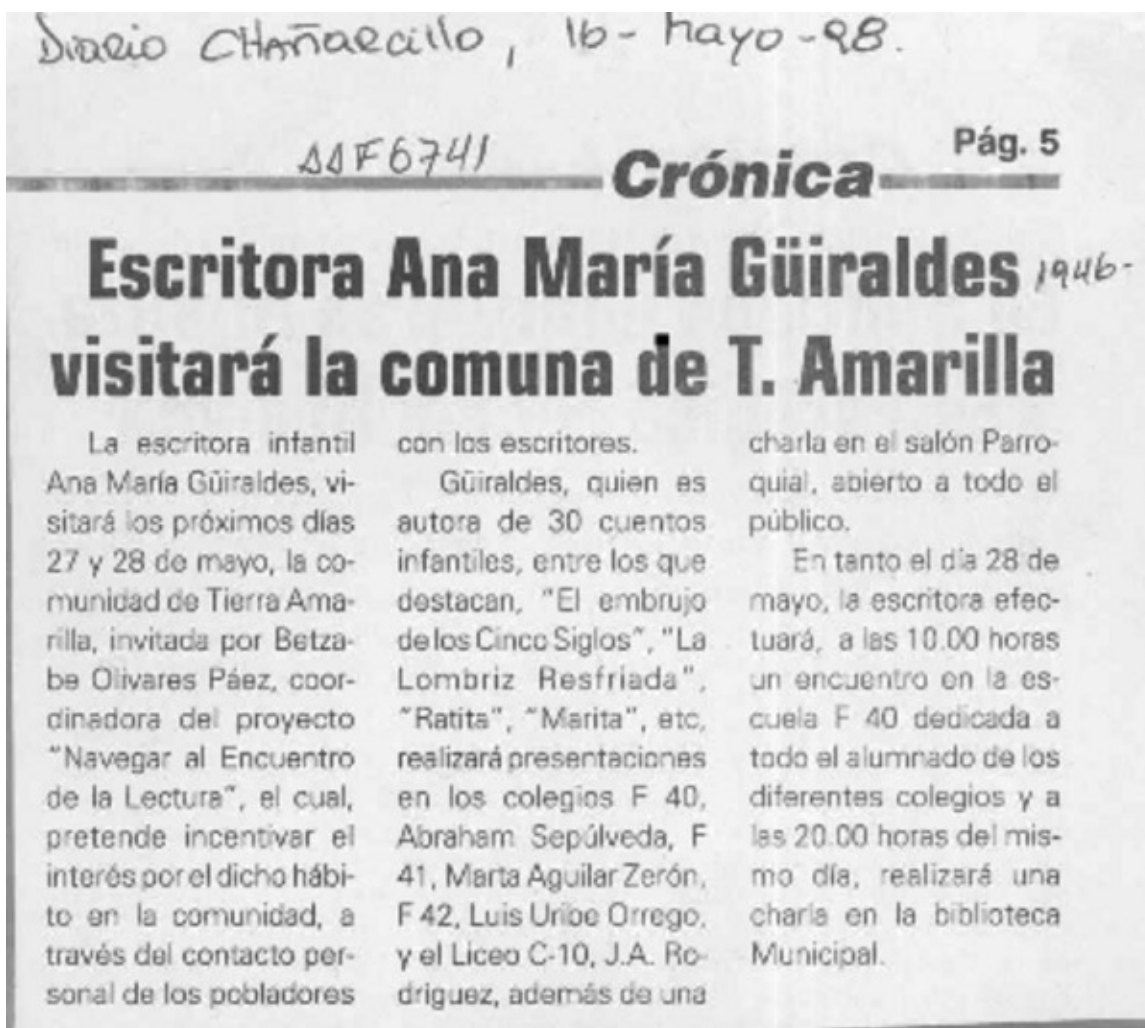 Diario CHAÑARCIllo, 16-Mayo-98.
AAF6741
Pág. 5
Crónica
Escritora Ana María Güiraldes 1946-
visitará la comuna de T. Amarilla
La escritora infantil
Ana María Güiraldes, vi-
sitará los próximos días
27 y 28 de mayo, la co-
munidad de Tierra Ama-
rilla, invitada por Betza-
be Olivares Páez, coor-
dinadora del proyecto
"Navegar al Encuentro
de la Lectura", el cual,
pretende incentivar el
interés por el dicho hábi-
to en la comunidad, a
través del contacto per-
sonal de los pobladores
con los escritores.
Güiraldes, quien es
autora de 30 cuentos
infantiles, entre los que
destacan, "El embrujo
de los Cinco Siglos", "La
Lombriz Resfriada",
"Ratita", "Marita", etc,
realizará presentaciones
en los colegios F 40,
Abraham Sepúlveda, F
41, Marta Aguilar Zerón,
F 42, Luis Uribe Orrego,
y el Liceo C-10, J.A. Ro-
driguez, además de una
charla en el salón Parro-
quial, abierto a todo el
público.
En tanto el día 28 de
mayo, la escritora efec-
tuará, a las 10.00 horas
un encuentro en la es-
cuela F 40 dedicada a
todo el alumnado de los
diferentes colegios y a
las 20.00 horas del mis-
mo día, realizará una
charla en la biblioteca
Municipal.